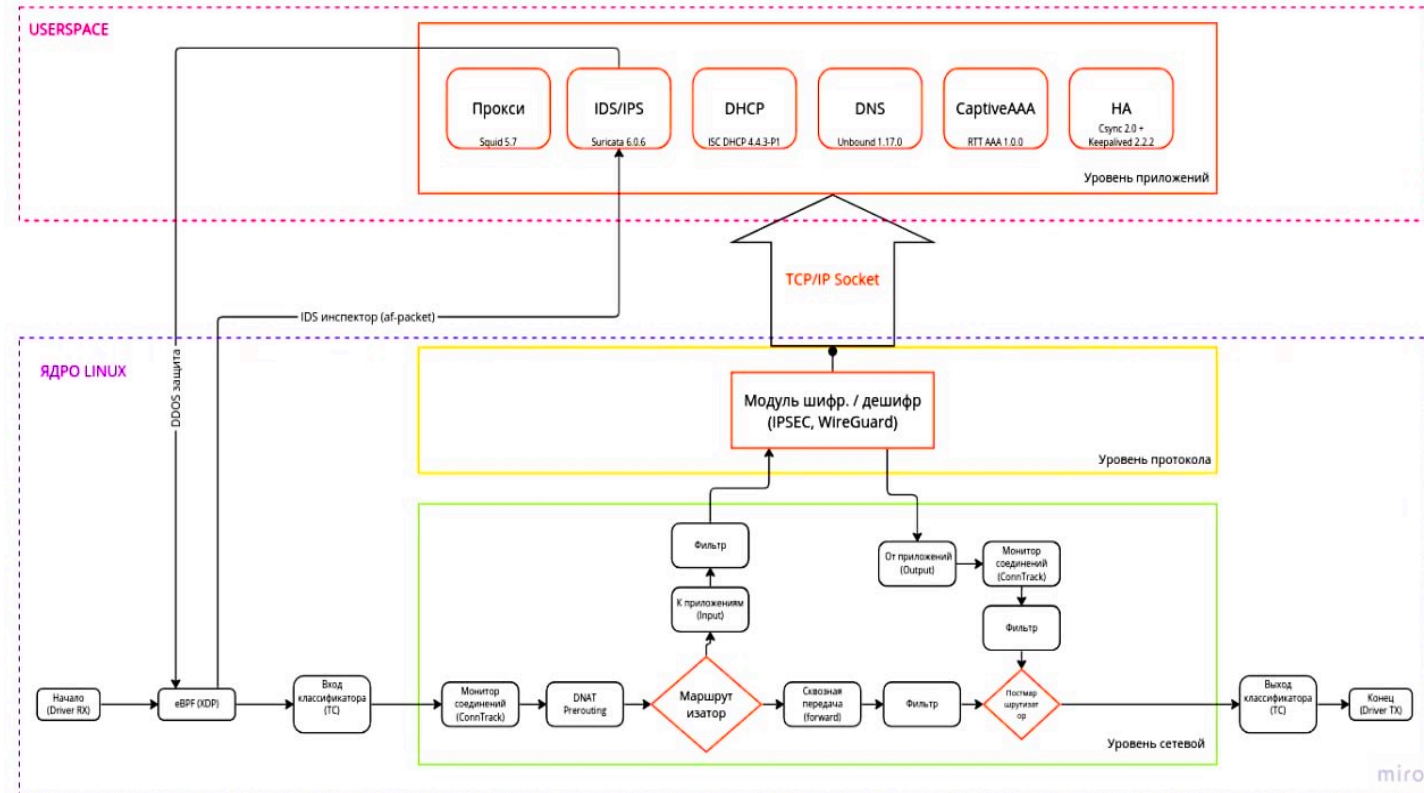 USERSPACE
Прокси
Squid 5.7
IDS/IPS
Suricata 6.0.6
DHCP
ISC DHCP 4.4.3-P1
DNS
Unbound 1.17.0
CaptiveAAA
RTT AAA 1.0.0
HA
Csync 2.0 +
Keepalived 2.2.2
Уровень приложений
TCP/IP Socket
IDS инспектор (af-packet)
DDOS защита
ЯДРО LINUX
Модуль шифр. / дешифр
(IPSEC, WireGuard)
Уровень протокола
Фильтр
К приложениям
(Input)
От приложений
(Output)
Монитор
соединений
(ConnTrack)
Фильтр
Начало
(Driver RX)
eBPF (XDP)
Вход
классификатора
(TC)
Монитор
соединений
(ConnTrack)
DNAT
Prerouting
Маршрут
изатор
Сквозная
передача
(forward)
Фильтр
Постмар
шрутизат
ор
Выход
классификатора
(TC)
Конец
(Driver TX)
Уровень сетевой
miro